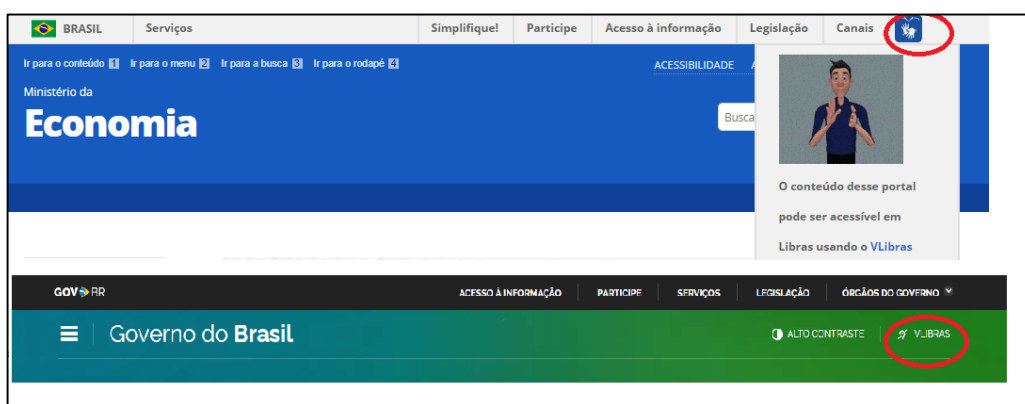 BRASIL Serviços Simplifique! Participe Acesso à informação Legislação Canais
Ir para o conteúdo 1 Ir para o menu 2 Ir para a busca 3 Ir para o rodapé 4 ACESSIBILIDADE A
Ministério da
Economia
Busca
O conteúdo desse portal
pode ser acessível em
Libras usando o VLibras
GOV BR ACESSO À INFORMAÇÃO PARTICIPE SERVIÇOS LEGISLAÇÃO ÓRGÃOS DO GOVERNO
Governo do Brasil ALTO CONTRASTE VLIBRAS